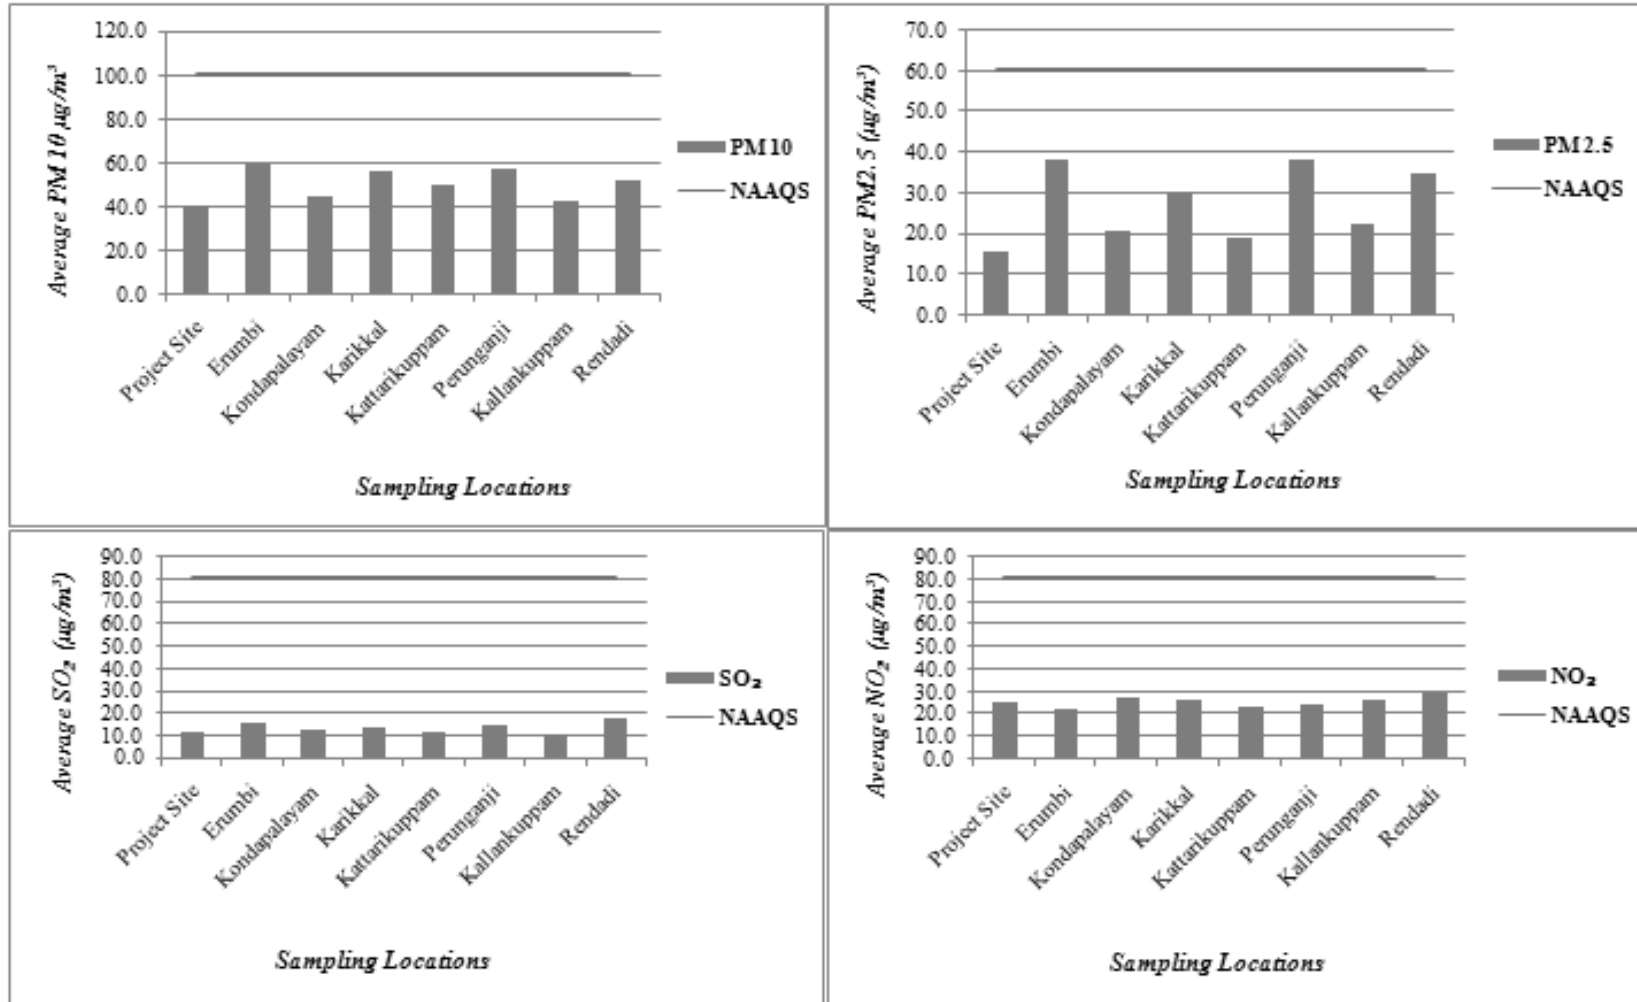 120.0
100.0
80.0
60.0
40.0
20.0
0.0
Average PM 10 µg/m³
PM10
NAAQS
Project Site
Erumbi
Kondapalayam
Karikkal
Kattarikuppam
Perunganji
Kallankuppam
Rendadi
Sampling Locations
70.0
60.0
50.0
40.0
30.0
20.0
10.0
0.0
Average PM2.5 (µg/m³)
PM2.5
NAAQS
Project Site
Erumbi
Kondapalayam
Karikkal
Kattarikuppam
Perunganji
Kallankuppam
Rendadi
Sampling Locations
90.0
80.0
70.0
60.0
50.0
40.0
30.0
20.0
10.0
0.0
Average SO₂ (µg/m³)
SO₂
NAAQS
Project Site
Erumbi
Kondapalayam
Karikkal
Kattarikuppam
Perunganji
Kallankuppam
Rendadi
Sampling Locations
90.0
80.0
70.0
60.0
50.0
40.0
30.0
20.0
10.0
0.0
Average NO₂ (µg/m³)
NO₂
NAAQS
Project Site
Erumbi
Kondapalayam
Karikkal
Kattarikuppam
Perunganji
Kallankuppam
Rendadi
Sampling Locations